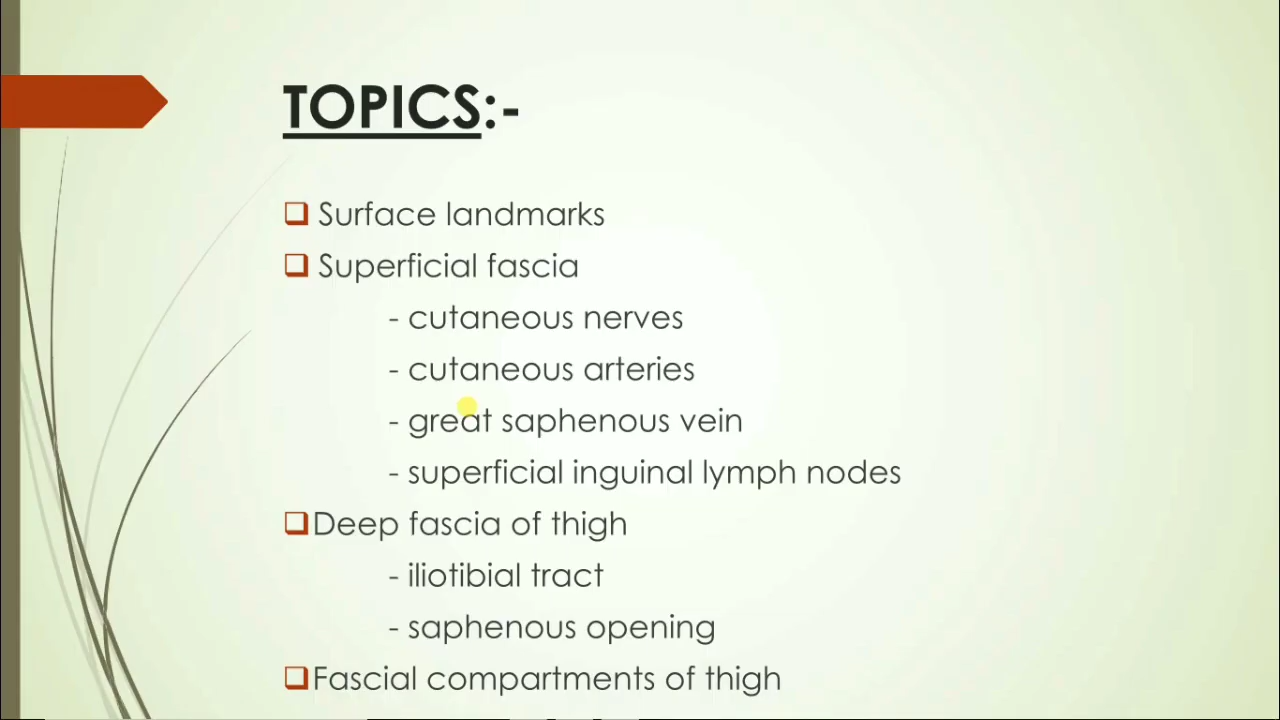 TOPICS:-
Surface landmarks
Superficial fascia
- cutaneous nerves
- cutaneous arteries
- great saphenous vein
- superficial inguinal lymph nodes
Deep fascia of thigh
- iliotibial tract
- saphenous opening
Fascial compartments of thigh